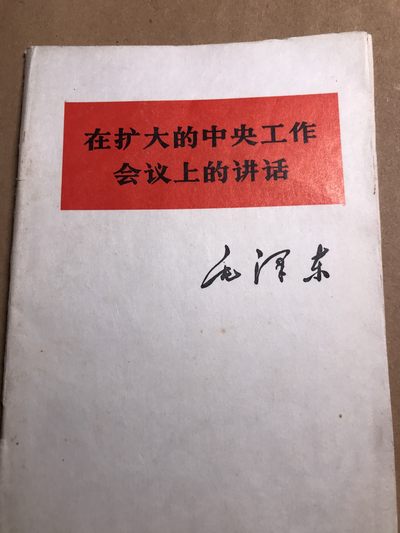 在扩大的中央工作
会议上的讲话
毛泽东